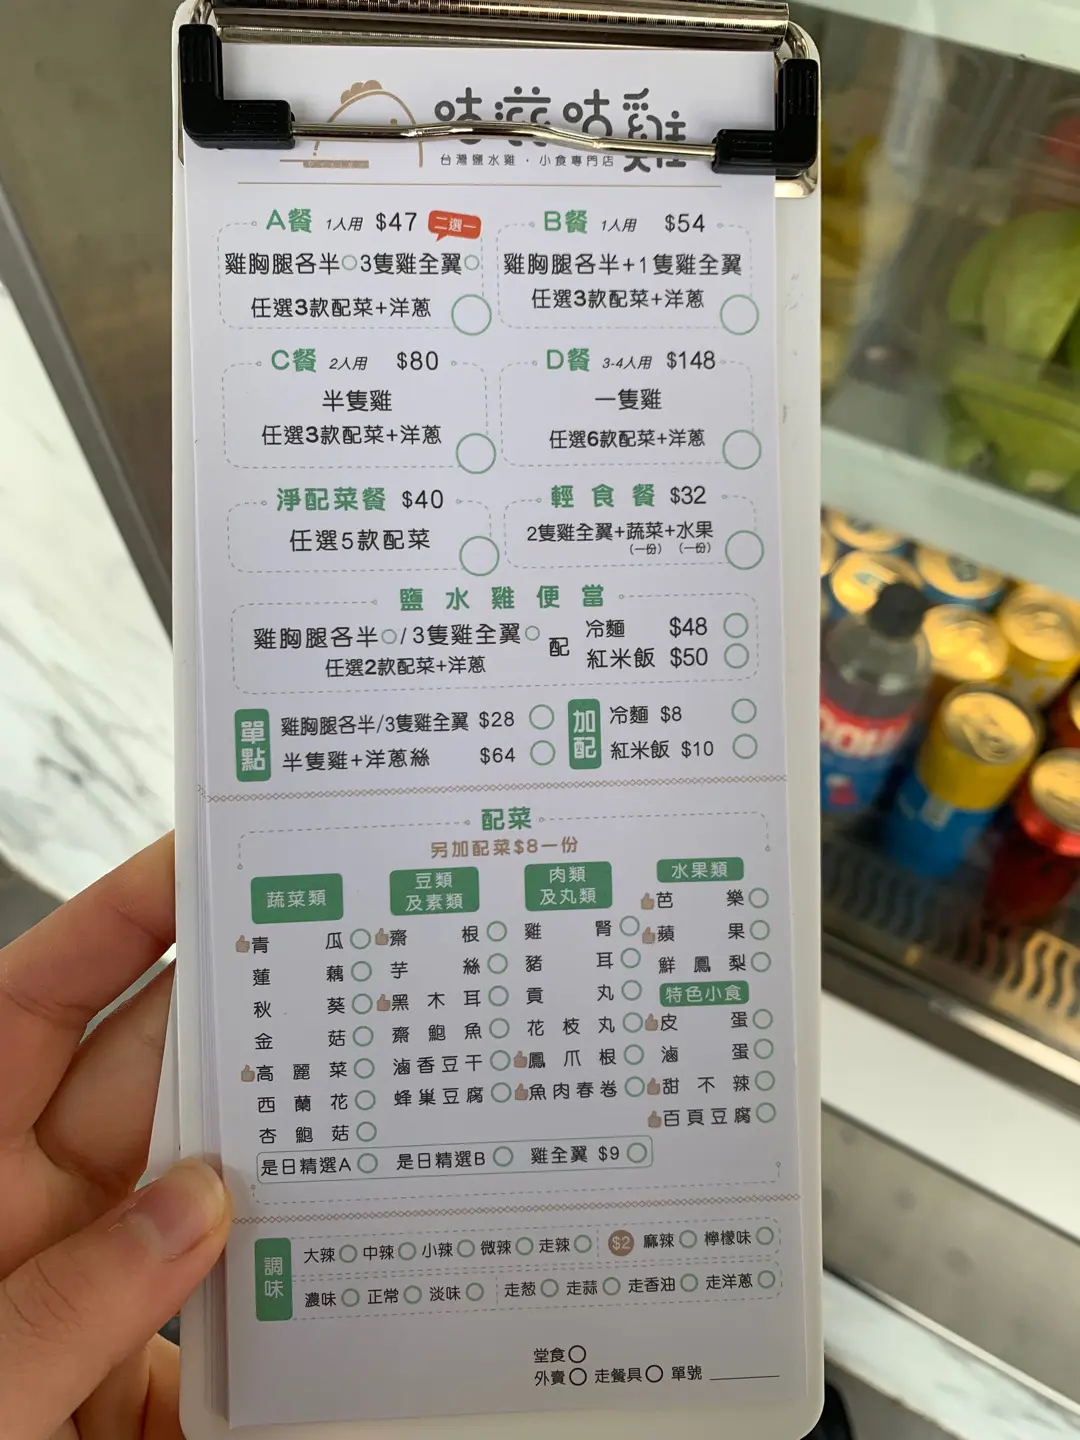 咕滋咕雞
台灣鹽水雞·小食專門店
A餐 1人用 $47 二選一
雞胸腿各半 3隻雞全翼
任選3款配菜+洋蔥
B餐 1人用 $54
雞胸腿各半+1隻雞全翼
任選3款配菜+洋蔥
C餐 2人用 $80
半隻雞
任選3款配菜+洋蔥
D餐 3-4人用 $148
一隻雞
任選6款配菜+洋蔥
淨配菜餐 $40
任選5款配菜
輕食餐 $32
2隻雞全翼+蔬菜+水果
(一份) (一份)
鹽水雞便當
雞胸腿各半 / 3隻雞全翼
任選2款配菜+洋蔥
配
冷麵 $48
紅米飯 $50
單點
雞胸腿各半/3隻雞全翼 $28
半隻雞+洋蔥絲 $64
加配
冷麵 $8
紅米飯 $10
配菜
另加配菜$8一份
蔬菜類
青瓜
蓮藕
秋葵
金菇
高麗菜
西蘭花
杏鮑菇
豆類
及素類
齋根
芋絲
黑木耳
齋鮑魚
滷香豆干
蜂巢豆腐
肉類
及丸類
雞腎
豬耳
貢丸
花枝丸
鳳爪根
魚肉春卷
水果類
芭樂
蘋果
鮮鳳梨
特色小食
皮蛋
滷蛋
甜不辣
百頁豆腐
是日精選A 是日精選B 雞全翼 $9
調味
大辣 中辣 小辣 微辣 走辣 $2 麻辣 檸檬味
濃味 正常 淡味 走葱 走蒜 走香油 走洋蔥
堂食
外賣 走餐具 單號